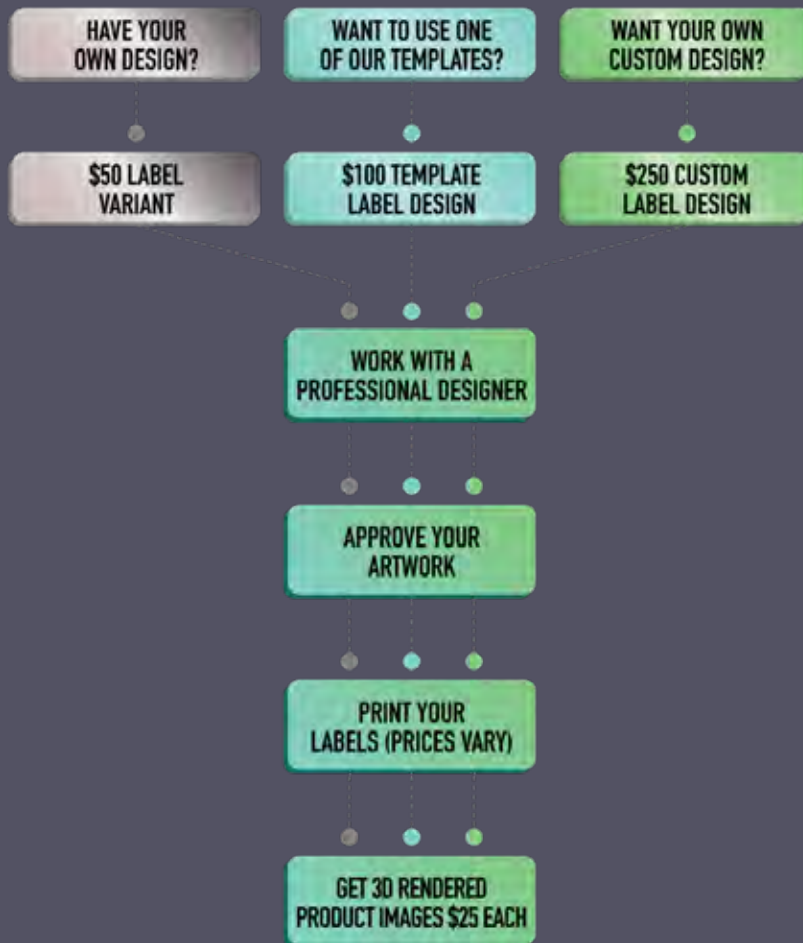 HAVE YOUR
OWN DESIGN?
WANT TO USE ONE
OF OUR TEMPLATES?
WANT YOUR OWN
CUSTOM DESIGN?
$50 LABEL
VARIANT
$100 TEMPLATE
LABEL DESIGN
$250 CUSTOM
LABEL DESIGN
WORK WITH A
PROFESSIONAL DESIGNER
APPROVE YOUR
ARTWORK
PRINT YOUR
LABELS (PRICES VARY)
GET 3D RENDERED
PRODUCT IMAGES $25 EACH